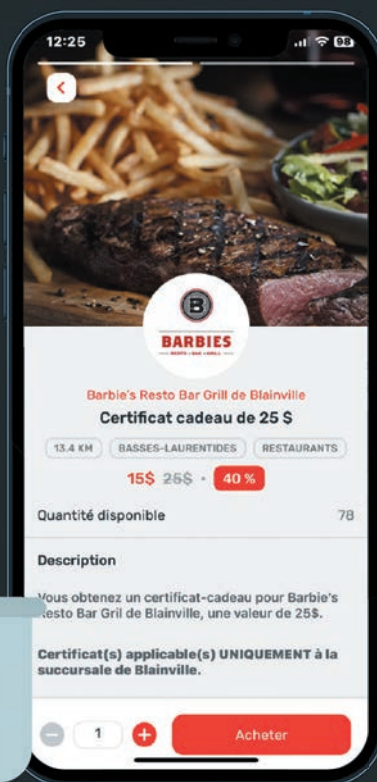 12:25
98
B
BARBIES
RESTO • BAR • GRILL
Barbie's Resto Bar Grill de Blainville
Certificat cadeau de 25 $
13.4 KM BASSES-LAURENTIDES RESTAURANTS
15$ 25$ • 40 %
Quantité disponible 78
Description
Vous obtenez un certificat-cadeau pour Barbie's
Resto Bar Gril de Blainville, une valeur de 25$.
Certificat(s) applicable(s) UNIQUEMENT à la
succursale de Blainville.
1 Acheter